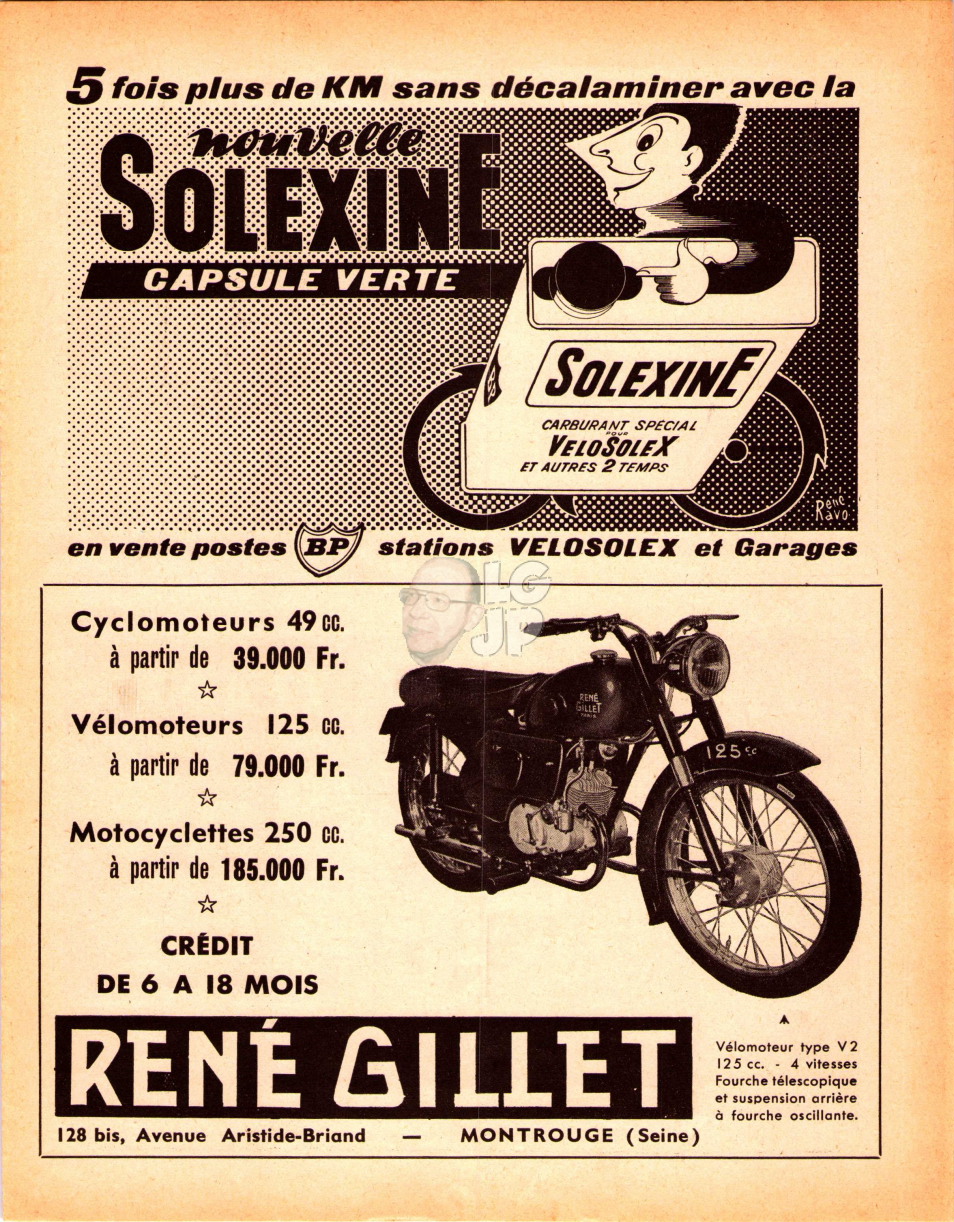 5 fois plus de KM sans décalaminer avec la
nouvelle
SOLEXINE
CAPSULE VERTE
SOLEXINE
CARBURANT SPÉCIAL
POUR
VELOSOLEX
ET AUTRES 2 TEMPS
René
Ravo
en vente postes BP stations VELOSOLEX et Garages
LG
JP
Cyclomoteurs 49 cc.
à partir de 39.000 Fr.
Vélomoteurs 125 cc.
à partir de 79.000 Fr.
Motocyclettes 250 cc.
à partir de 185.000 Fr.
CRÉDIT
DE 6 A 18 MOIS
RENÉ
GILLET
PARIS
125cc
RENÉ GILLET
128 bis, Avenue Aristide-Briand — MONTROUGE (Seine)
Vélomoteur type V2
125 cc. - 4 vitesses
Fourche télescopique
et suspension arrière
à fourche oscillante.